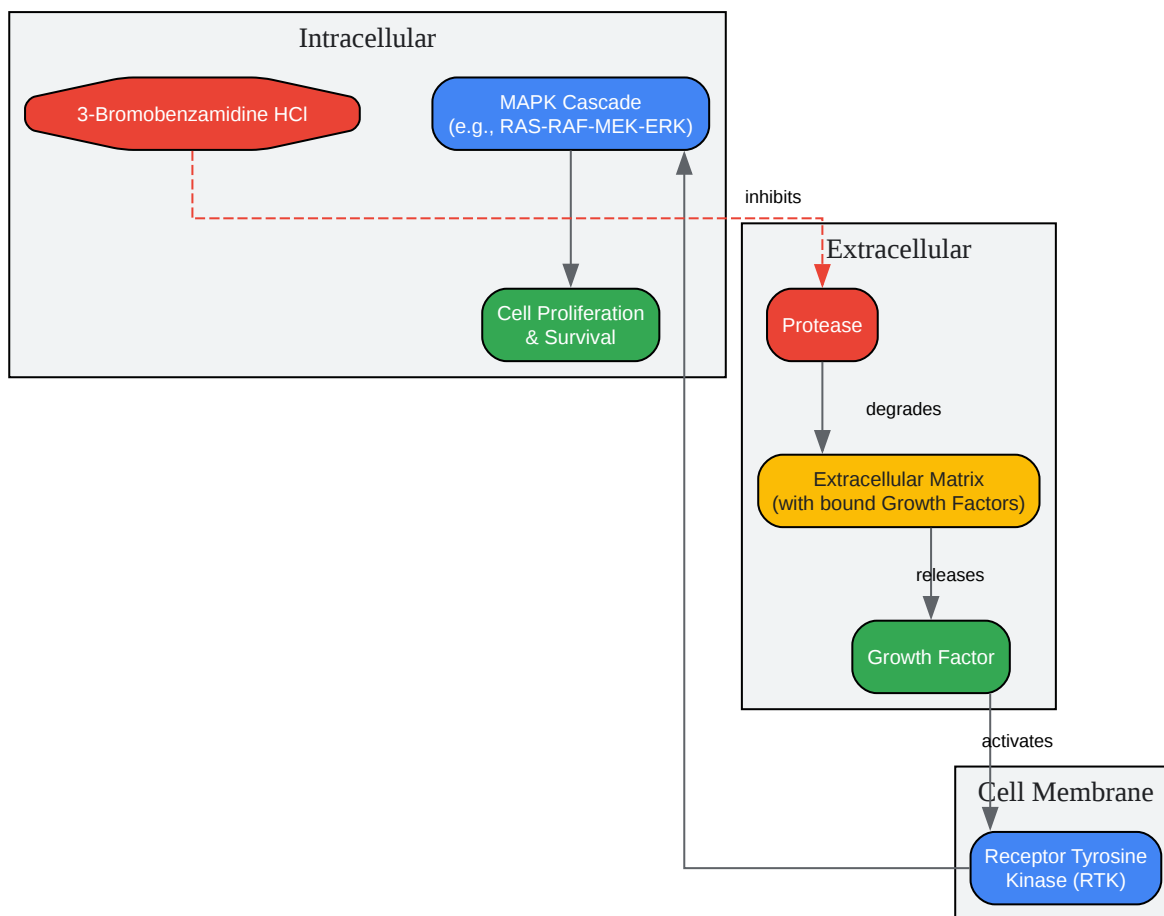 Intracellular
3-Bromobenzamidine HCl
MAPK Cascade
(e.g., RAS-RAF-MEK-ERK)
inhibits
Extracellular
Cell Proliferation
& Survival
Protease
degrades
Extracellular Matrix
(with bound Growth Factors)
releases
Growth Factor
activates
Cell Membrane
Receptor Tyrosine
Kinase (RTK)